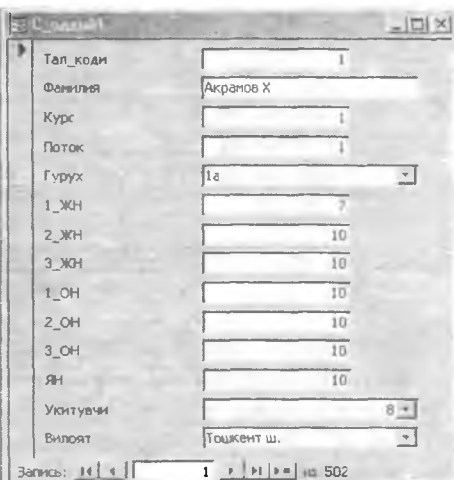 Тал_коди 1
Фамилия Акрамов Х
Курс 1
Поток 1
Гурух 1а
1_ЖН 7
2_ЖН 10
3_ЖН 10
1_ОН 10
2_ОН 10
3_ОН 10
ЯН 10
Укитувчи 8
Вилоят Тошкент ш.
Запись: 1 из 502